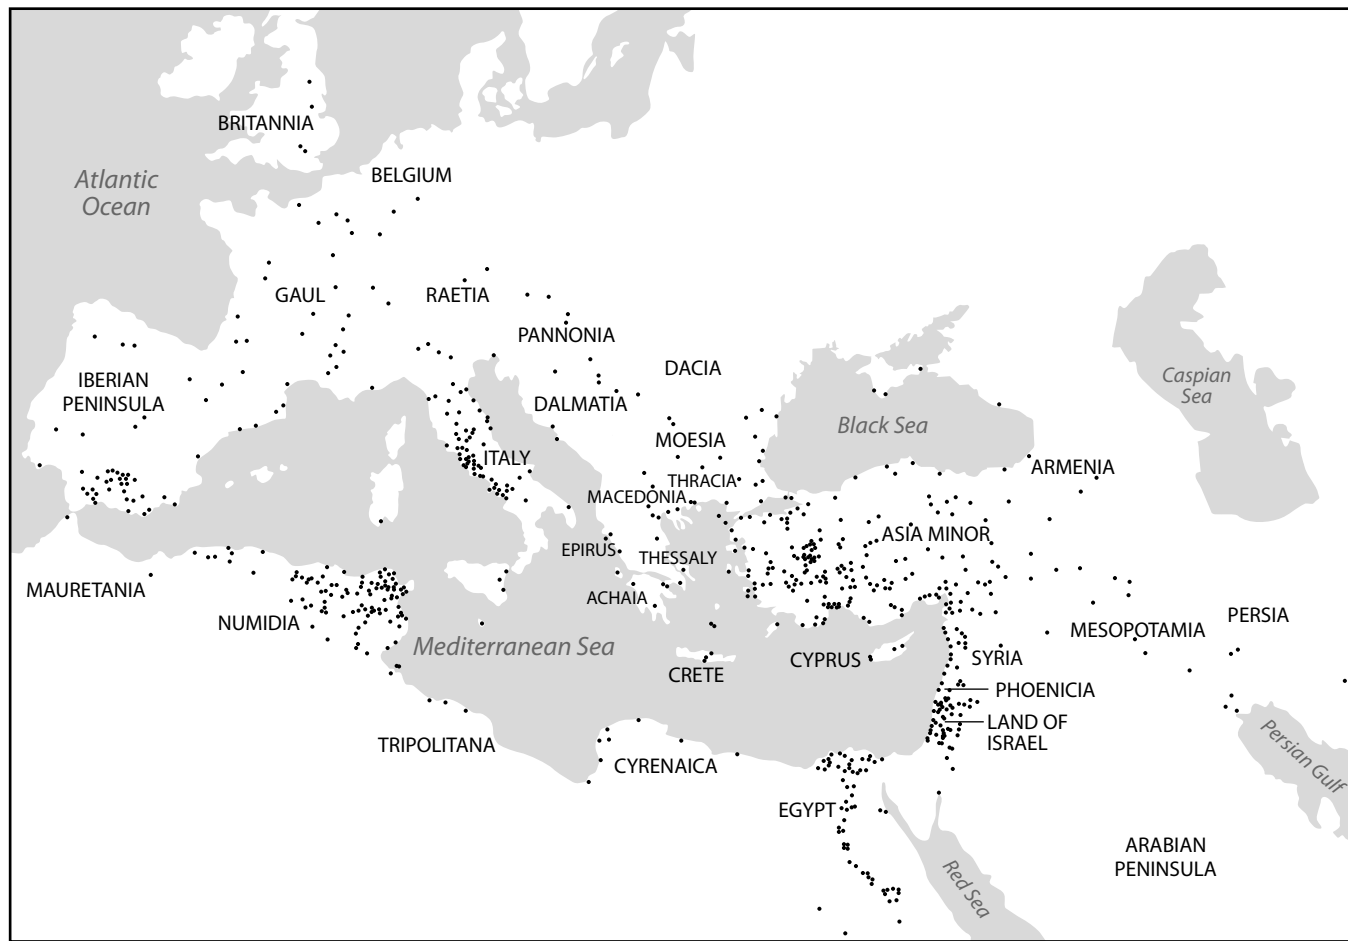 BRITANNIA
BELGIUM
Atlantic
Ocean
GAUL
RAETIA
PANNONIA
DACIA
IBERIAN
PENINSULA
DALMATIA
Caspian
Sea
Black Sea
MOESIA
ITALY
THRACIA
ARMENIA
MACEDONIA
ASIA MINOR
EPIRUS
THESSALY
MAURETANIA
ACHAIA
NUMIDIA
PERSIA
MESOPOTAMIA
Mediterranean Sea
CYPRUS
SYRIA
CRETE
PHOENICIA
LAND OF
ISRAEL
TRIPOLITANA
CYRENAICA
Persian Gulf
EGYPT
ARABIAN
PENINSULA
Red Sea